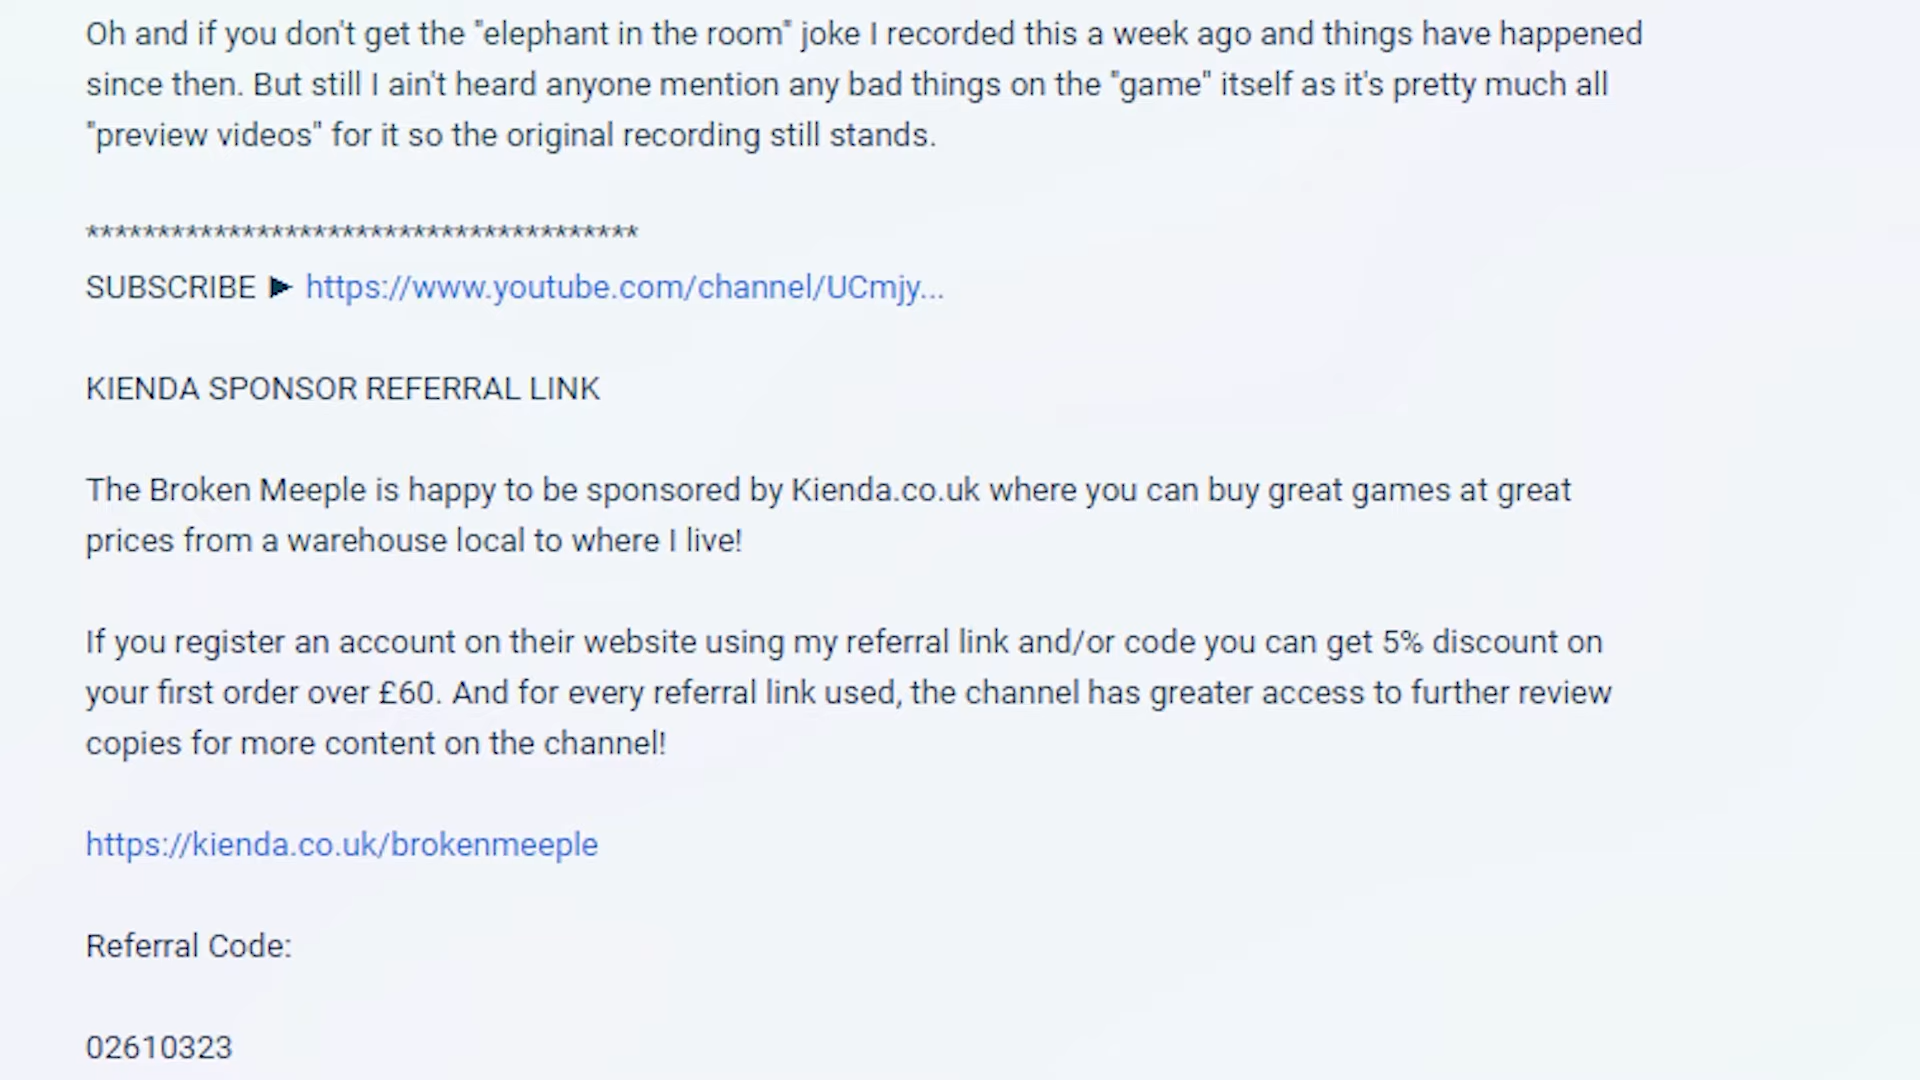 Oh and if you don't get the "elephant in the room" joke I recorded this a week ago and things have happened
since then. But still I ain't heard anyone mention any bad things on the "game" itself as it's pretty much all
"preview videos" for it so the original recording still stands.
***************************************
SUBSCRIBE ► https://www.youtube.com/channel/UCmjy...
KIENDA SPONSOR REFERRAL LINK
The Broken Meeple is happy to be sponsored by Kienda.co.uk where you can buy great games at great
prices from a warehouse local to where I live!
If you register an account on their website using my referral link and/or code you can get 5% discount on
your first order over £60. And for every referral link used, the channel has greater access to further review
copies for more content on the channel!
https://kienda.co.uk/brokenmeeple
Referral Code:
02610323